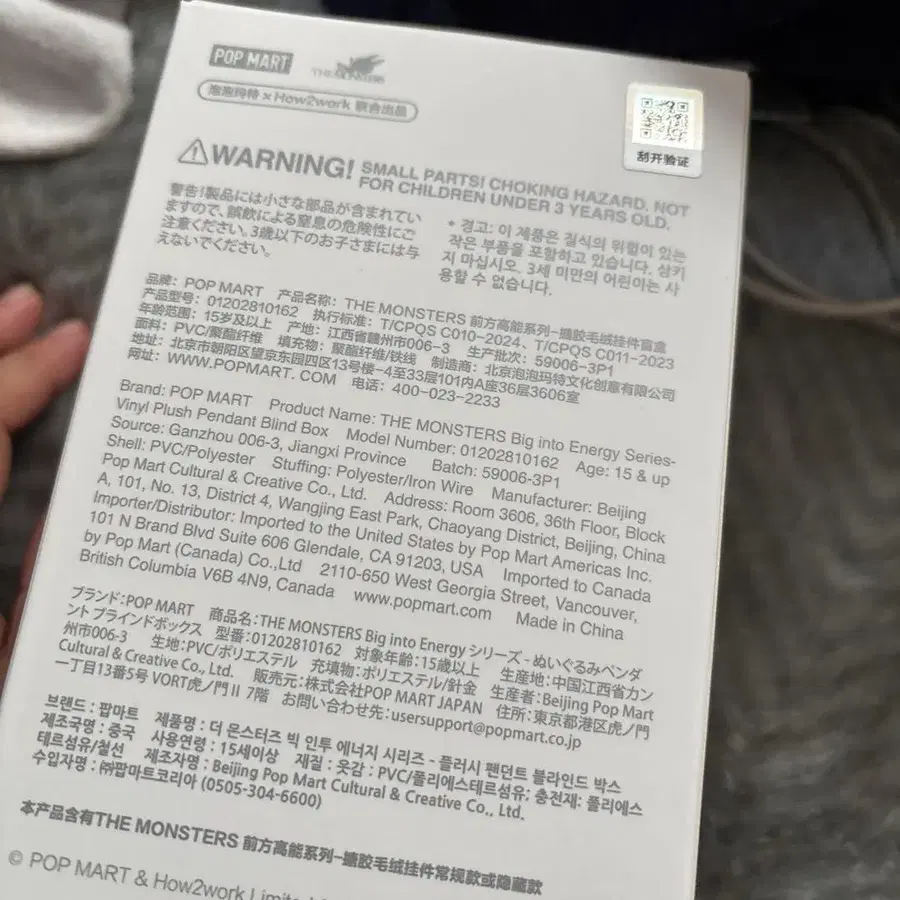 POP MART THE MONSTERS
泡泡玛特 x How2work 联合出品
刮开验证
WARNING! SMALL PARTS! CHOKING HAZARD. NOT
FOR CHILDREN UNDER 3 YEARS OLD.
警告!製品には小さな部品が含まれてい
ますので、誤飲による窒息の危険性にご
注意ください。3歳以下のお子さまには与
えないでください。
* 경고: 이 제품은 질식의 위험이 있는
작은 부품을 포함하고 있습니다. 삼키
지 마십시오. 3세 미만의 어린이는 사
용할 수 없습니다.
品牌：POP MART 产品名称：THE MONSTERS 前方高能系列-搪胶毛绒挂件盲盒
产品型号：01202810162 执行标准：T/CPQS C010-2024、T/CPQS C011-2023
年龄范围：15岁及以上 产地：江西省赣州市006-3 生产批次：59006-3P1
面料：PVC/聚酯纤维 填充物：聚酯纤维/铁线 制造商：北京泡泡玛特文化创意有限公司
地址：北京市朝阳区望京东园四区13号楼-4至33层101内A座36层3606室
网址：WWW.POPMART.COM 电话：400-023-2233
Brand: POP MART Product Name: THE MONSTERS Big into Energy Series-
Vinyl Plush Pendant Blind Box Model Number: 01202810162 Age: 15 & up
Source: Ganzhou 006-3, Jiangxi Province Batch: 59006-3P1
Shell: PVC/Polyester Stuffing: Polyester/Iron Wire Manufacturer: Beijing
Pop Mart Cultural & Creative Co., Ltd. Address: Room 3606, 36th Floor, Block
A, 101, No. 13, District 4, Wangjing East Park, Chaoyang District, Beijing, China
Importer/Distributor: Imported to the United States by Pop Mart Americas Inc.
101 N Brand Blvd Suite 606 Glendale, CA 91203, USA Imported to Canada
by Pop Mart (Canada) Co.,Ltd 2110-650 West Georgia Street, Vancouver,
British Columbia V6B 4N9, Canada www.popmart.com Made in China
ブランド：POP MART 商品名：THE MONSTERS Big into Energy シリーズ - ぬいぐるみペンダ
ント ブラインドボックス 型番：01202810162 対象年齢：15歳以上 生産地：中国江西省カン
州市006-3 生地：PVC/ポリエステル 充填物：ポリエステル/針金 生産者：Beijing Pop Mart
Cultural & Creative Co., Ltd. 販売元：株式会社POP MART JAPAN 住所：東京都港区虎ノ門
一丁目13番5号 VORT虎ノ門Ⅱ 7階 お問い合わせ先：usersupport@popmart.co.jp
브랜드 : 팝마트 제품명 : 더 몬스터즈 빅 인투 에너지 시리즈 - 플러시 팬던트 블라인드 박스
제조국명 : 중국 사용연령 : 15세이상 재질 : 옷감 : PVC/폴리에스테르섬유; 충전재: 폴리에스
테르섬유/철선 제조자명 : Beijing Pop Mart Cultural & Creative Co., Ltd.
수입자명 : ㈜팝마트코리아 (0505-304-6600)
本产品含有THE MONSTERS 前方高能系列-搪胶毛绒挂件常规款或隐藏款
© POP MART & How2work